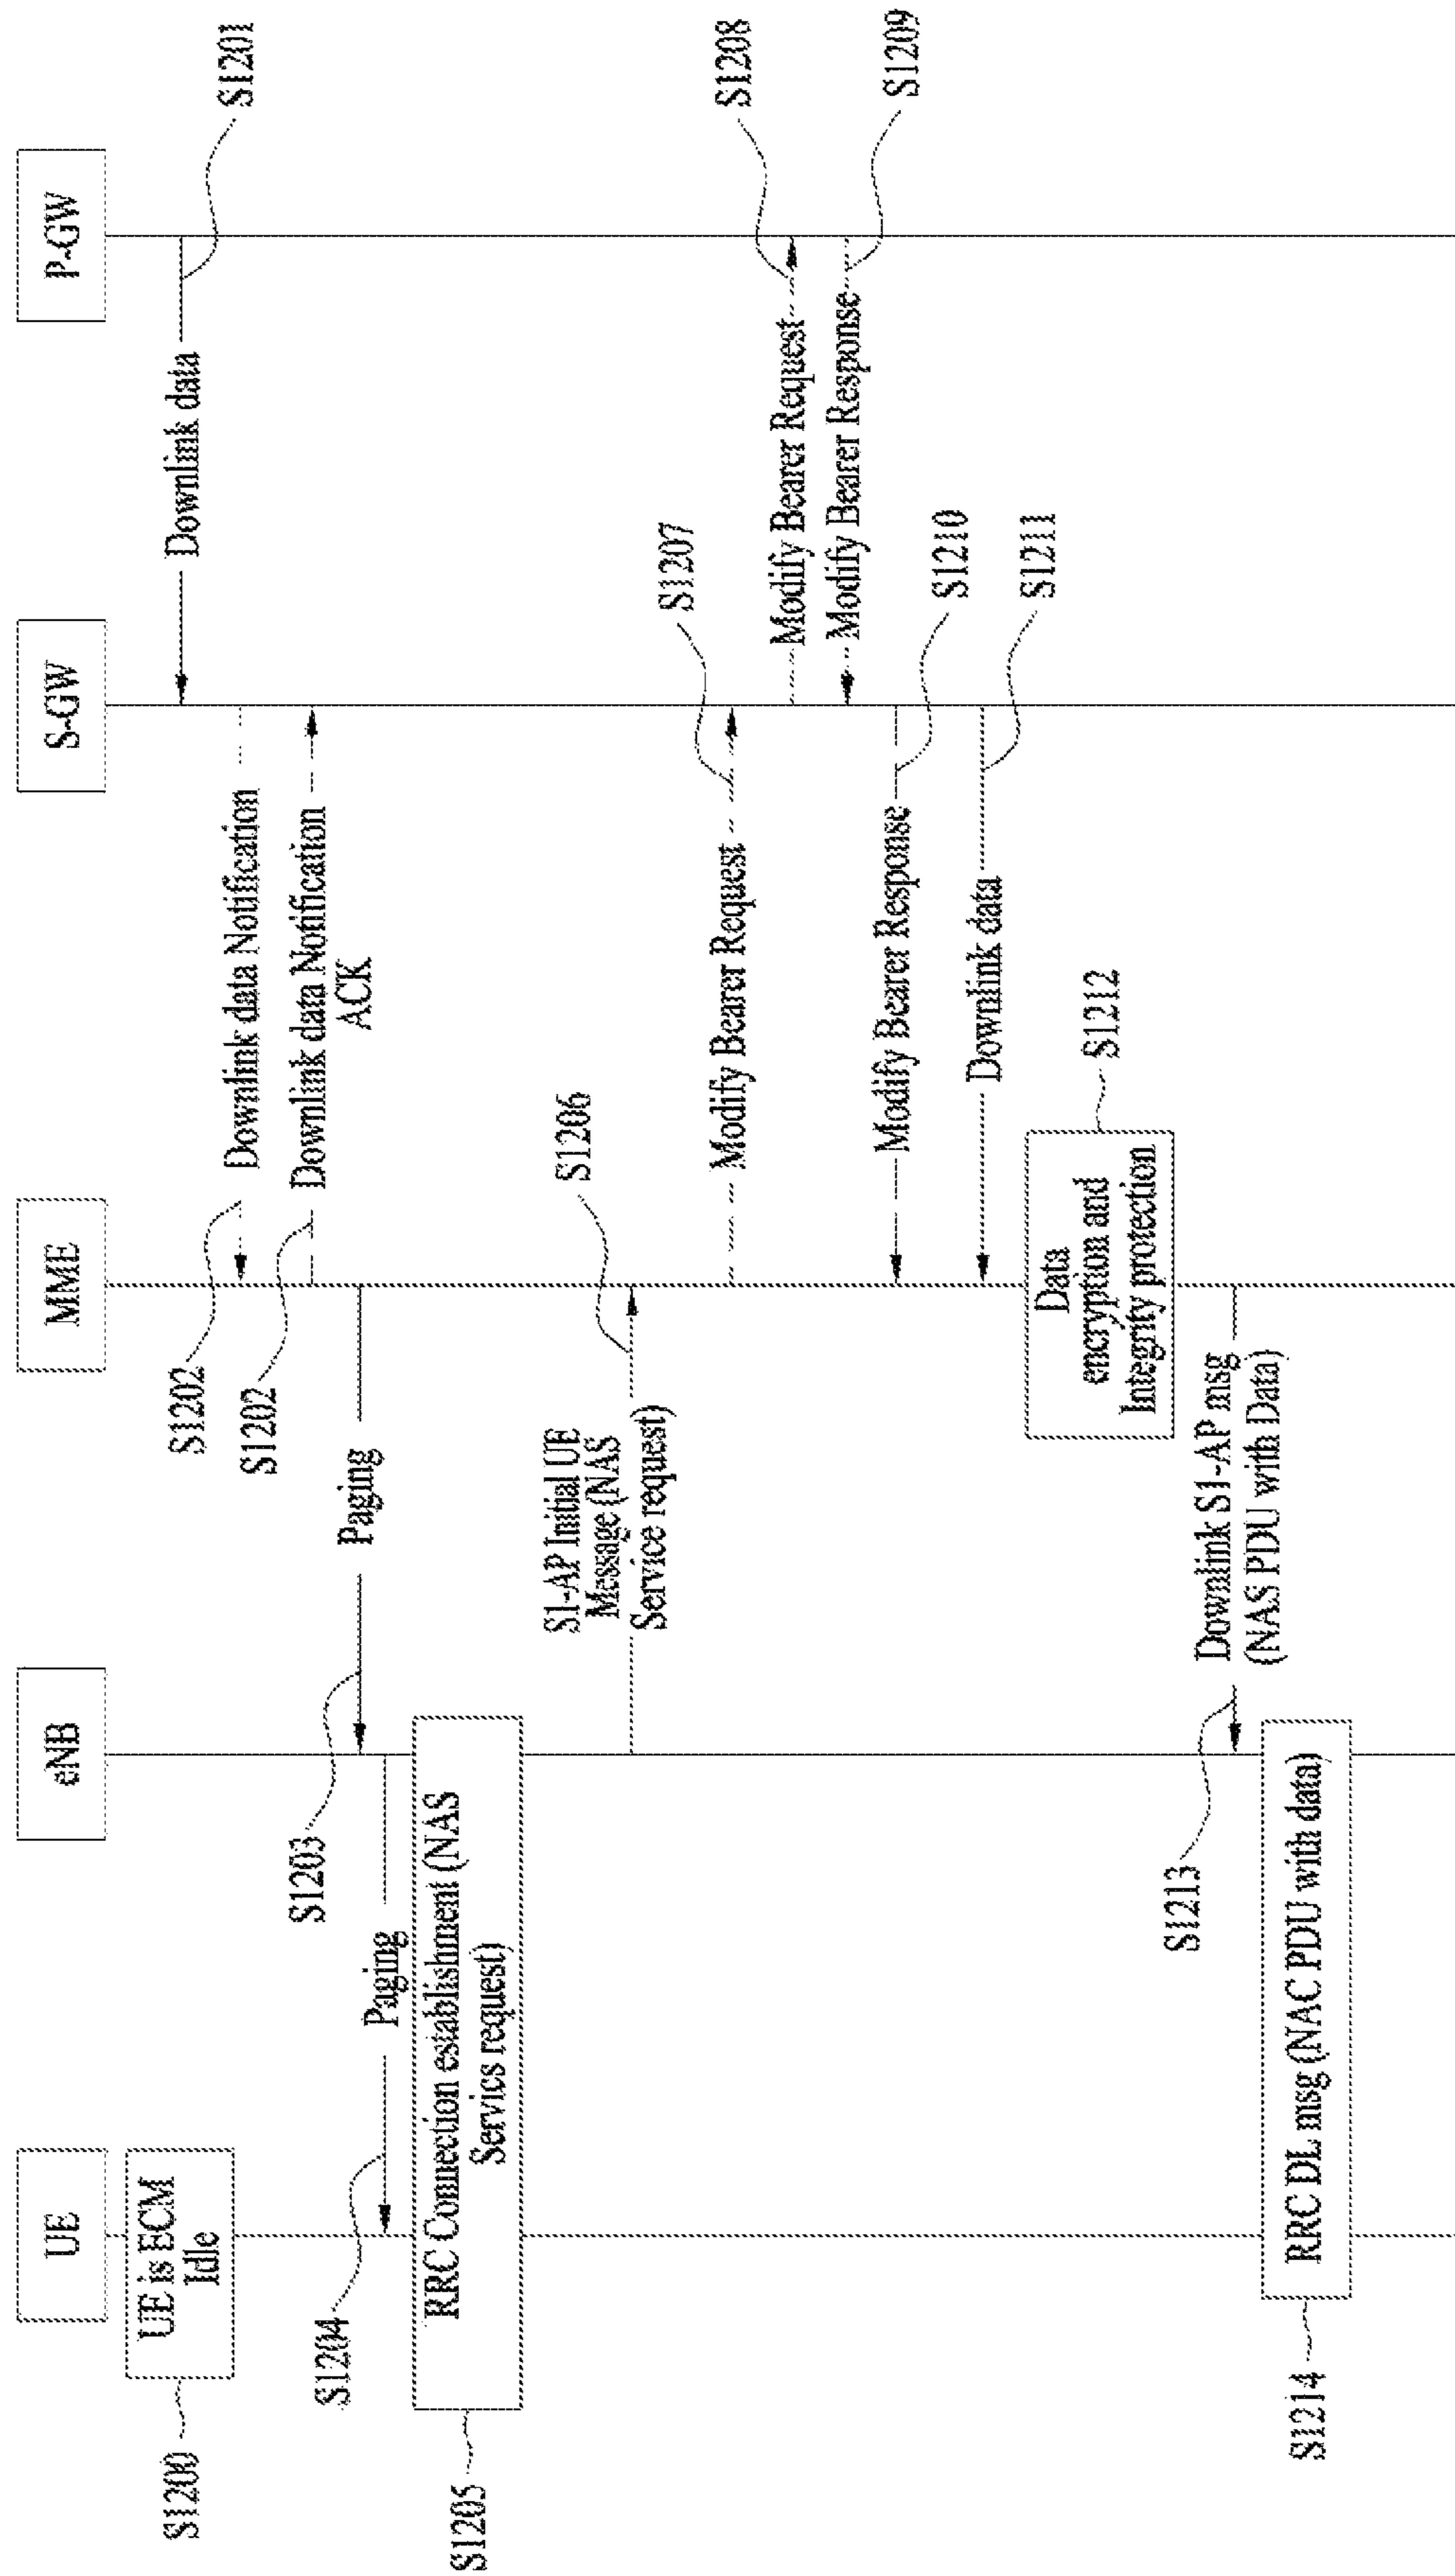 UE
eNB
MME
S-GW
P-GW
UE is ECM
Idle
S1200
Downlink data
S1201
S1202
Downlink data Notification
S1202
Downlink data Notification
ACK
Paging
S1203
Paging
S1204
RRC Connection establishment (NAS
Servics request)
S1205
S1-AP Initial UE
Message (NAS
Service request)
S1206
Modify Bearer Request
S1207
Modify Bearer Request
S1208
Modify Bearer Response
S1209
Modify Bearer Response
S1210
Downlink data
S1211
Data
encryption and
Integrity protection
S1212
Downlink S1-AP msg
(NAS PDU with Data)
S1213
RRC DL msg (NAC PDU with data)
S1214